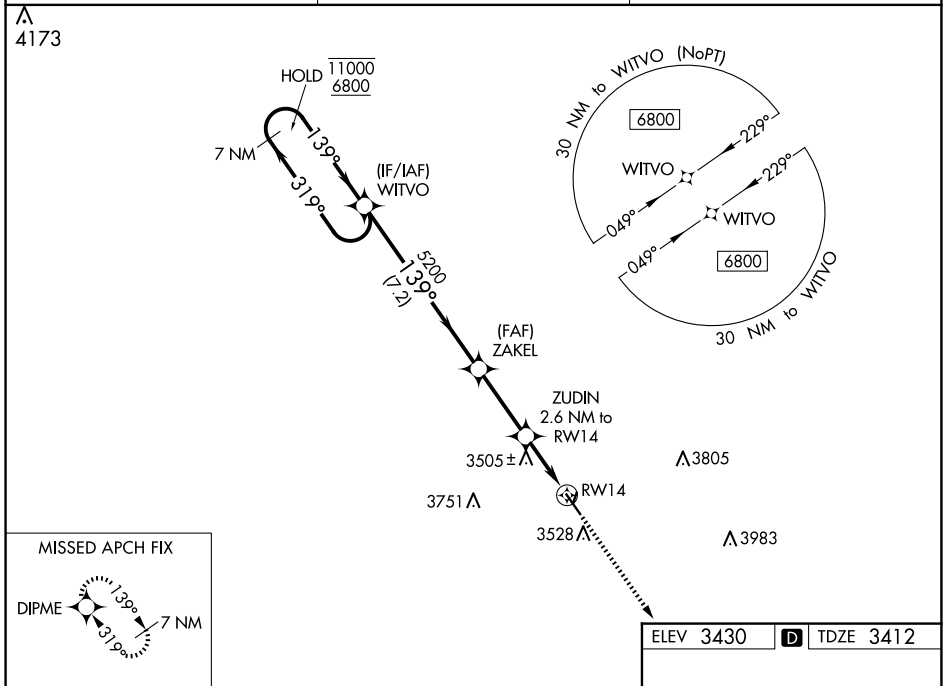 4173
HOLD 11000
6800
7 NM
139°
319°
(IF/IAF)
WITVO
5200
139°
(7.2)
(FAF)
ZAKEL
ZUDIN
2.6 NM to
RW14
3505±
RW14
3751
3528
3805
3983
30 NM to WITVO (NoPT)
6800
229°
WITVO
049°
229°
WITVO
049°
6800
30 NM to WITVO
MISSED APCH FIX
DIPME
139°
319°
7 NM
ELEV 3430 D TDZE 3412